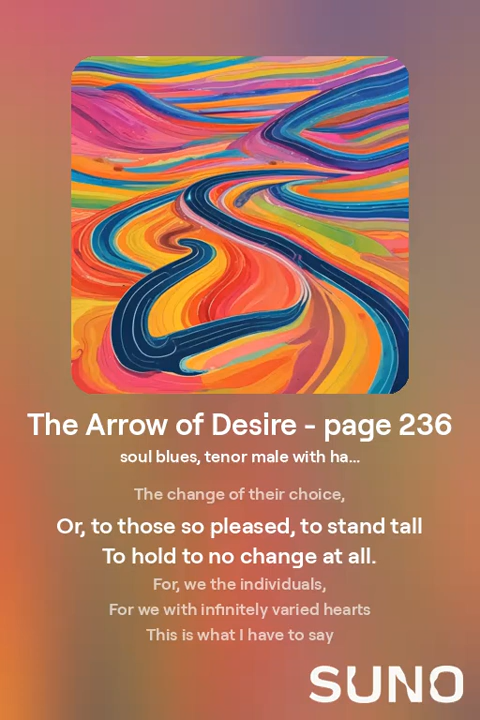 The Arrow of Desire - page 236
soul blues, tenor male with ha...
The change of their choice,
Or, to those so pleased, to stand tall
To hold to no change at all.
For, we the individuals,
For we with infinitely varied hearts
This is what I have to say
SUNO